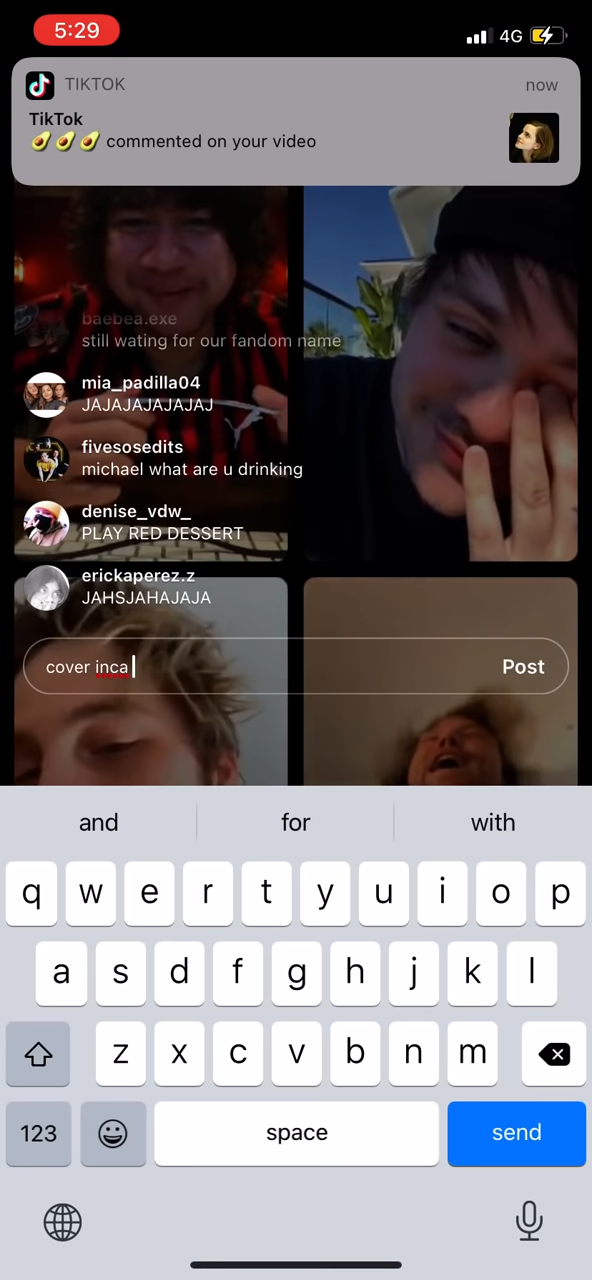 5:29
4G
TIKTOK
now
TikTok
🥑🥑🥑 commented on your video
baebea.exe
still wating for our fandom name
mia_padilla04
JAJAJAJAJAJAJ
fivesosedits
michael what are u drinking
denise_vdw_
PLAY RED DESSERT
erickaperez.z
JAHSJAHAJAJA
cover inca
Post
and for with
q w e r t y u i o p
a s d f g h j k l
z x c v b n m
123 space send